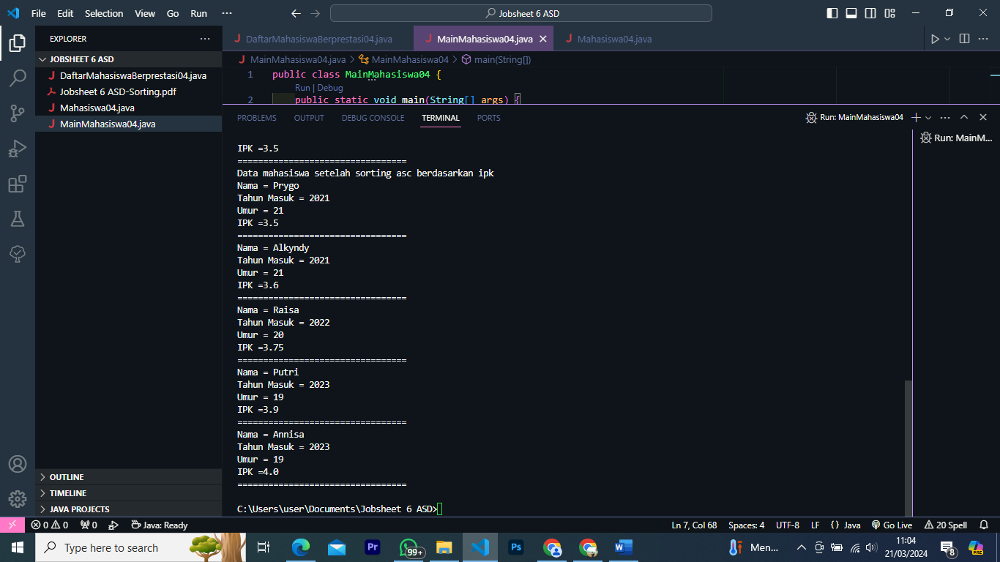 File Edit Selection View Go Run ··· Jobsheet 6 ASD
EXPLORER ···
JOBSHEET 6 ASD
DaftarMahasiswaBerprestasi04.java
Jobsheet 6 ASD-Sorting.pdf
Mahasiswa04.java
MainMahasiswa04.java
OUTLINE
TIMELINE
JAVA PROJECTS
DaftarMahasiswaBerprestasi04.java MainMahasiswa04.java Mahasiswa04.java
MainMahasiswa04.java > MainMahasiswa04 > main(String[])
1 public class MainMahasiswa04 {
Run | Debug
2 public static void main(String[] args) {
PROBLEMS OUTPUT DEBUG CONSOLE TERMINAL PORTS Run: MainMahasiswa04
Run: MainM...
IPK =3.5
=================================
Data mahasiswa setelah sorting asc berdasarkan ipk
Nama = Prygo
Tahun Masuk = 2021
Umur = 21
IPK =3.5
=================================
Nama = Alkyndy
Tahun Masuk = 2021
Umur = 21
IPK =3.6
=================================
Nama = Raisa
Tahun Masuk = 2022
Umur = 20
IPK =3.75
=================================
Nama = Putri
Tahun Masuk = 2023
Umur = 19
IPK =3.9
=================================
Nama = Annisa
Tahun Masuk = 2023
Umur = 19
IPK =4.0
=================================
C:\Users\user\Documents\Jobsheet 6 ASD>
0 0 0 Java: Ready Ln 7, Col 68 Spaces: 4 UTF-8 LF {} Java Go Live 20 Spell
Type here to search Pr 99+ Ps W Men... 11:04
21/03/2024 8 PRE